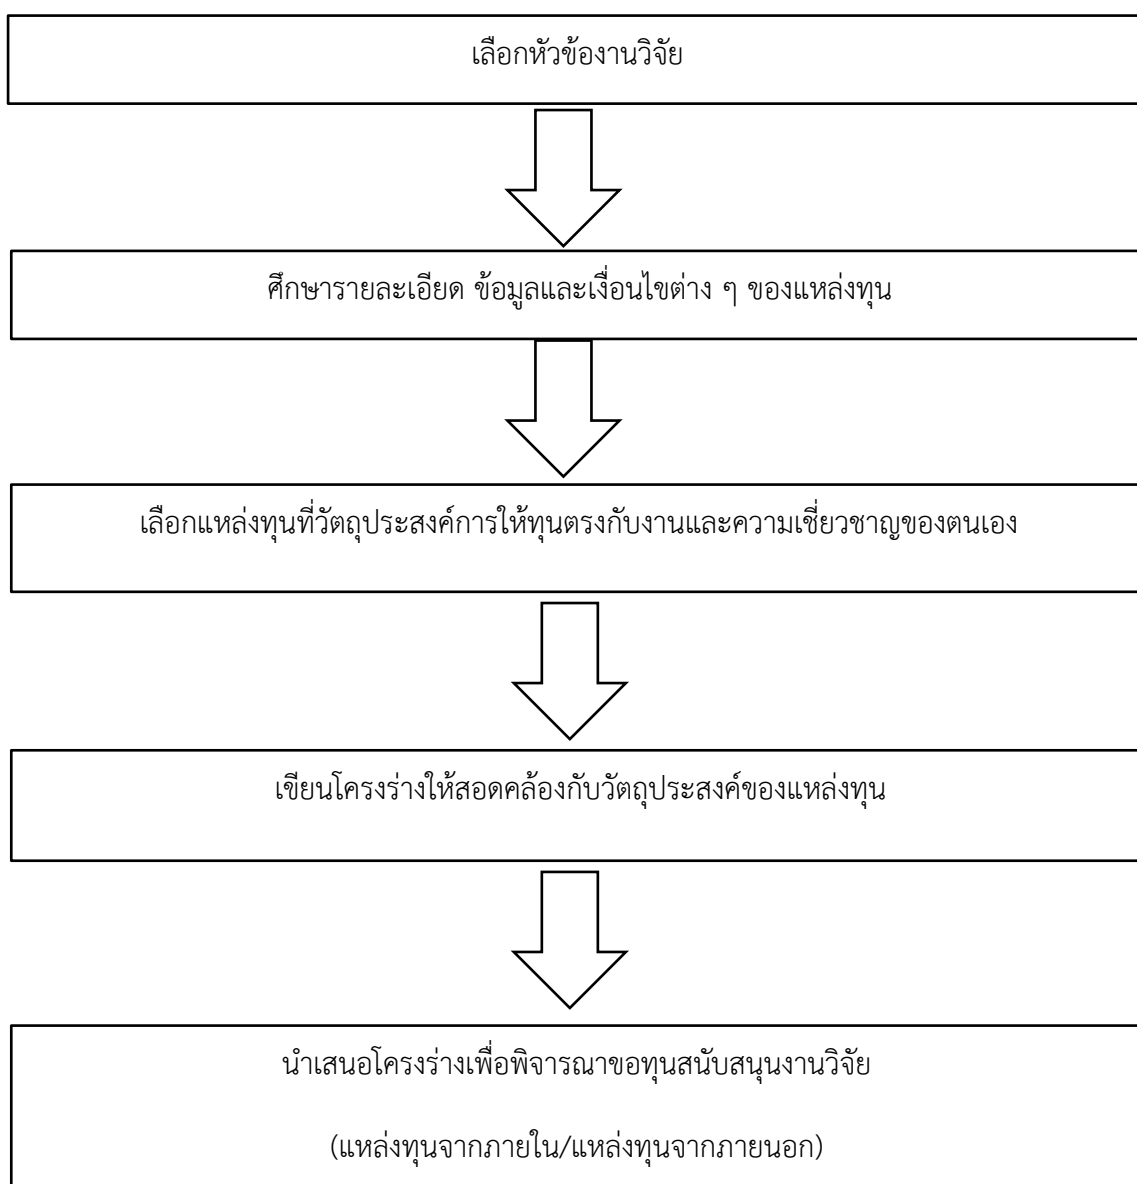 เลือกหัวข้องานวิจัย
ศึกษารายละเอียด ข้อมูลและเงื่อนไขต่าง ๆ ของแหล่งทุน
เลือกแหล่งทุนที่วัตถุประสงค์การให้ทุนตรงกับงานและความเชี่ยวชาญของตนเอง
เขียนโครงร่างให้สอดคล้องกับวัตถุประสงค์ของแหล่งทุน
นำเสนอโครงร่างเพื่อพิจารณาขอทุนสนับสนุนงานวิจัย
(แหล่งทุนจากภายใน/แหล่งทุนจากภายนอก)